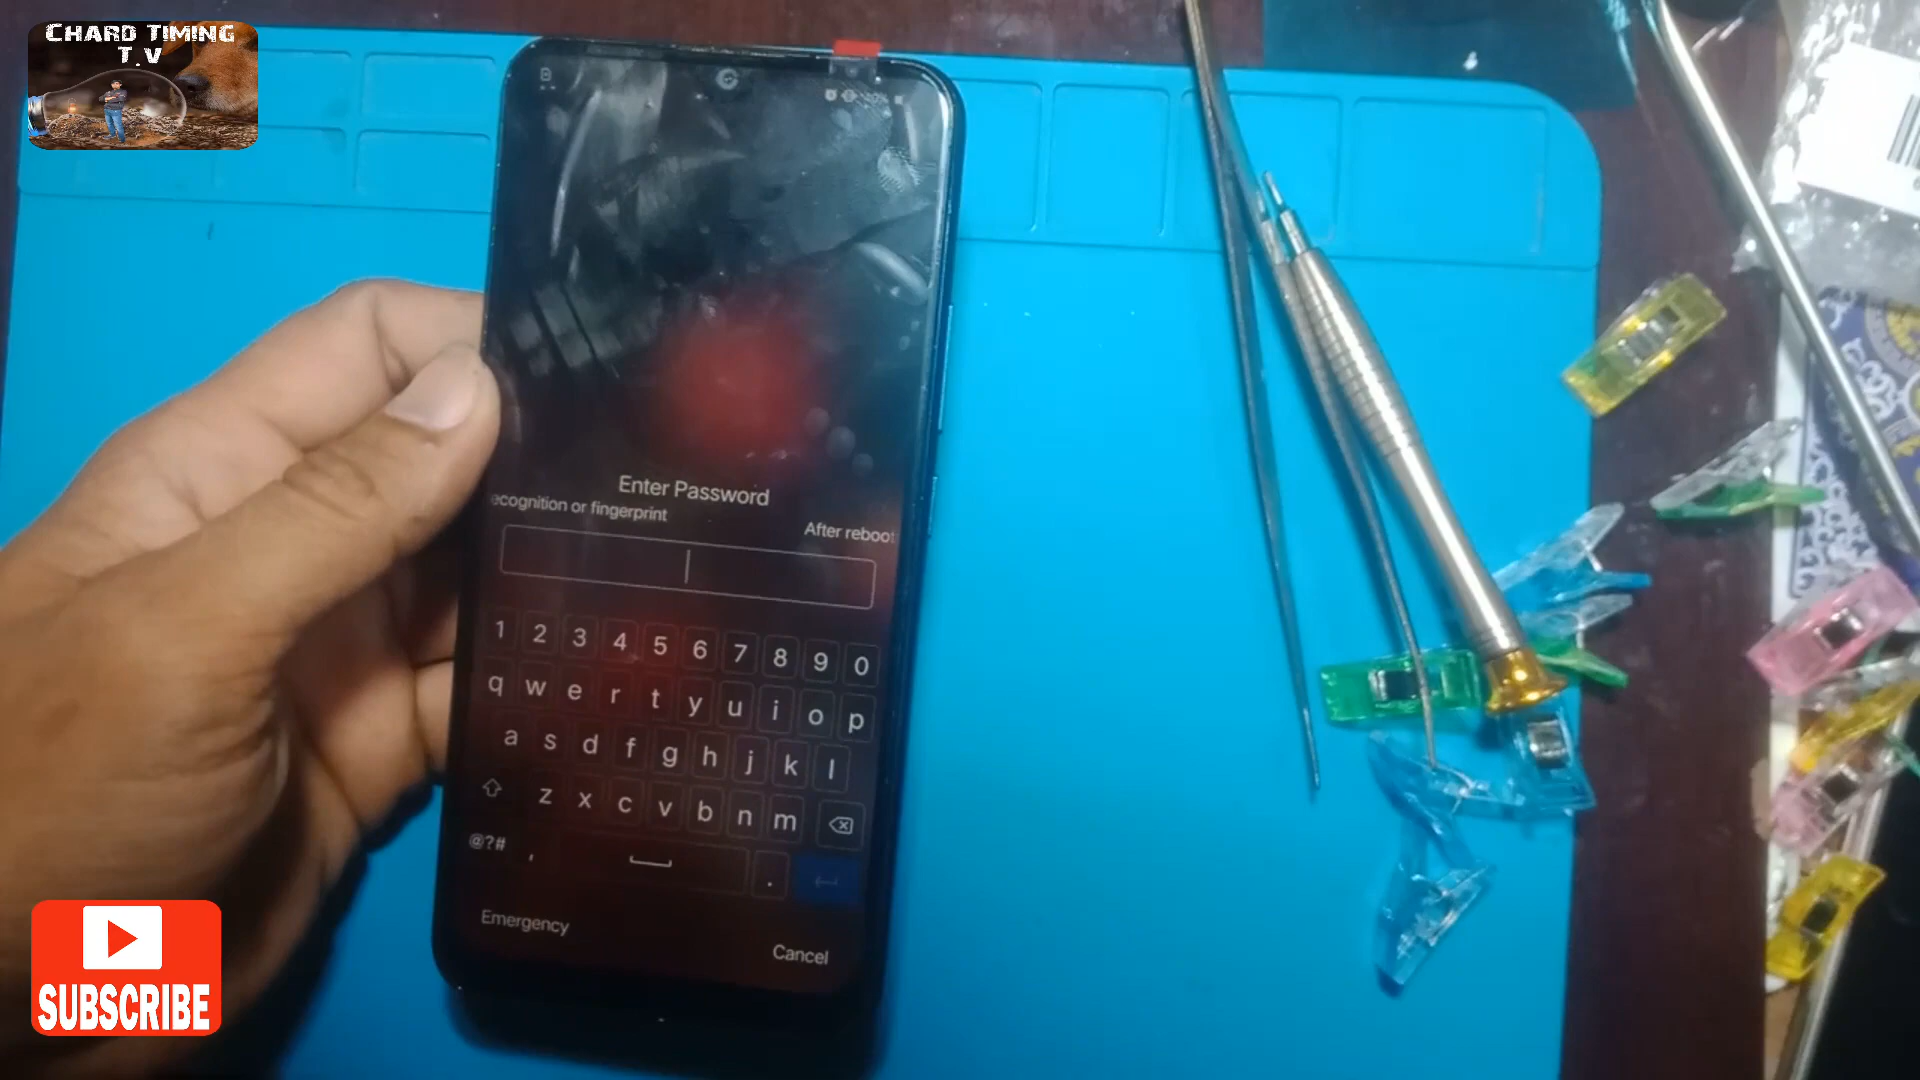 CHARD TIMING
T.V
Enter Password
ecognition or fingerprint
After reboot
1 2 3 4 5 6 7 8 9 0
q w e r t y u i o p
a s d f g h j k l
z x c v b n m
@?# , .
Emergency
Cancel
SUBSCRIBE